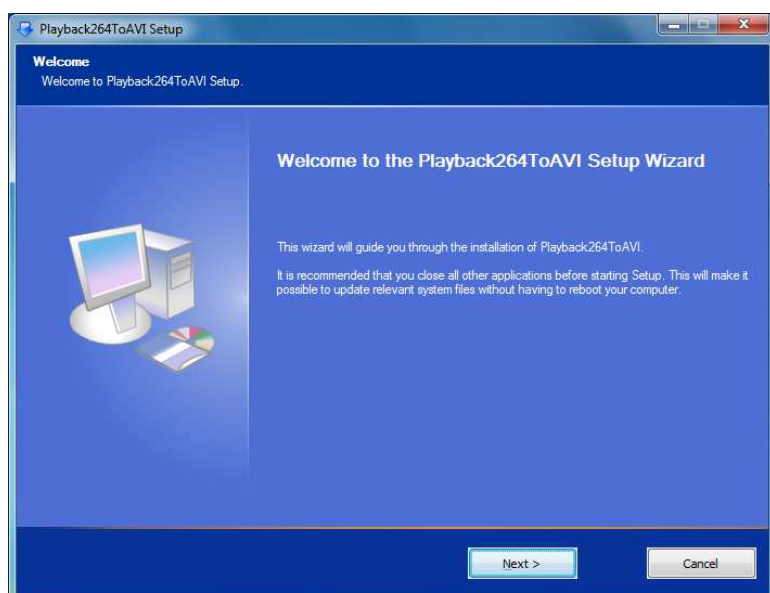 Playback264ToAVI Setup
Welcome
Welcome to Playback264ToAVI Setup.
Welcome to the Playback264ToAVI Setup Wizard
This wizard will guide you through the installation of Playback264ToAVI.
It is recommended that you close all other applications before starting Setup. This will make it
possible to update relevant system files without having to reboot your computer.
Next >
Cancel